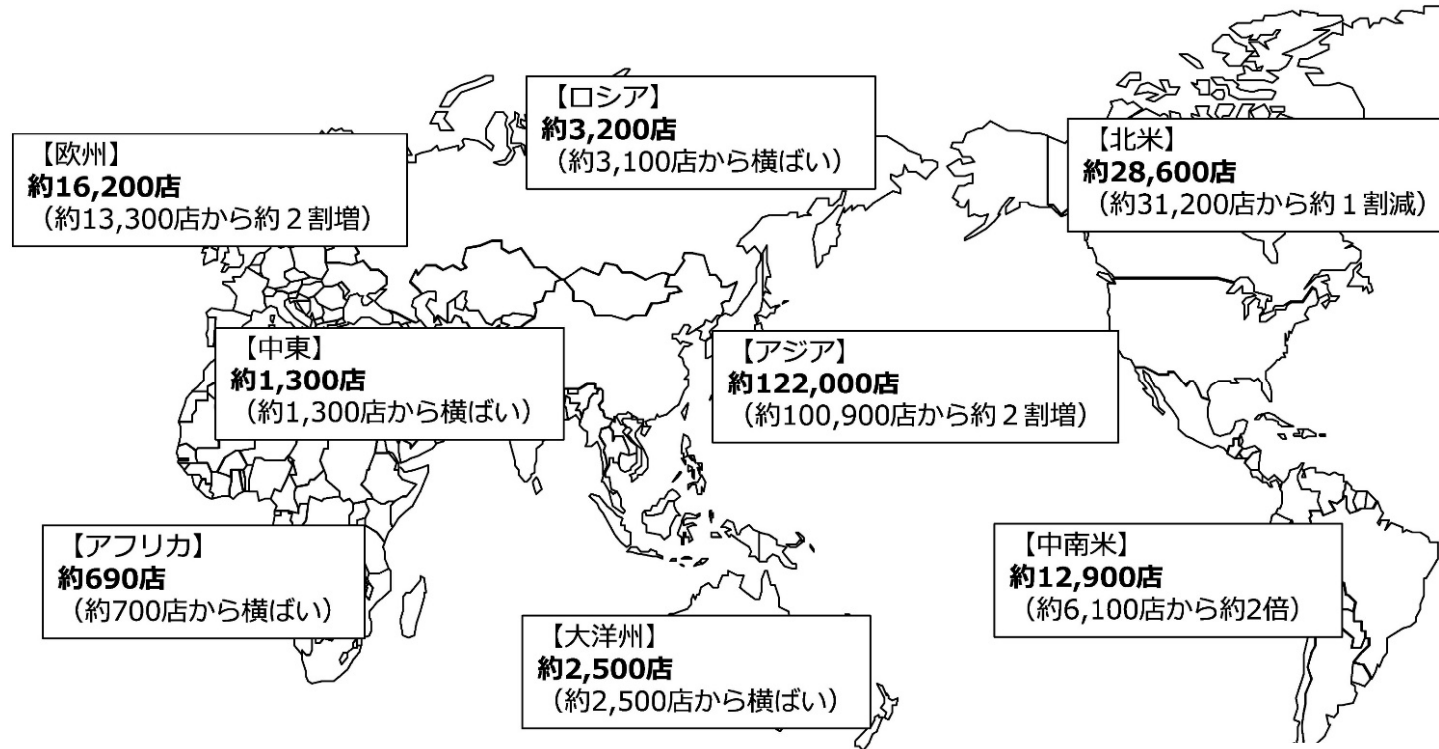 【ロシア】
約3,200店
（約3,100店から横ばい）
【北米】
約28,600店
（約31,200店から約１割減）
【欧州】
約16,200店
（約13,300店から約２割増）
【中東】
約1,300店
（約1,300店から横ばい）
【アジア】
約122,000店
（約100,900店から約２割増）
【アフリカ】
約690店
（約700店から横ばい）
【中南米】
約12,900店
（約6,100店から約2倍）
【大洋州】
約2,500店
（約2,500店から横ばい）